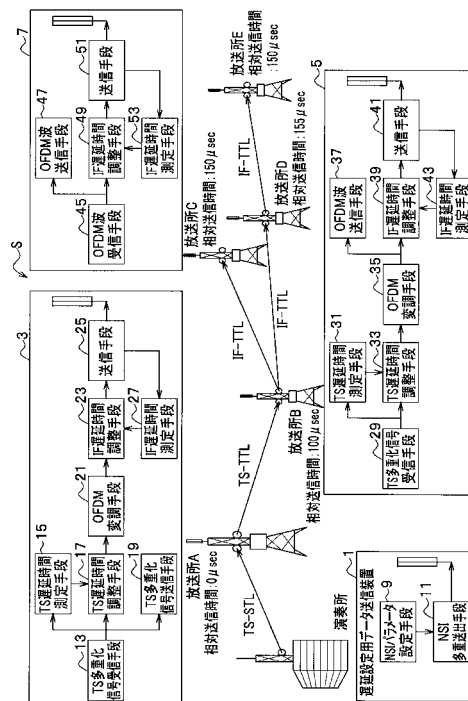 S
3
TS遅延時間測定手段
15
TS多重化信号受信手段
13
TS遅延時間調整手段
17
TS多重化信号送信手段
19
OFDM変調手段
21
IF遅延時間調整手段
23
送信手段
25
IF遅延時間測定手段
27
7
OFDM波送信手段
47
OFDM波受信手段
45
IF遅延時間調整手段
49
送信手段
51
IF遅延時間測定手段
53
演奏所
TS-STL
放送所A
相対送信時間:0μsec
TS-TTL
放送所B
相対送信時間:100μsec
IF-TTL
放送所C
相対送信時間:150μsec
IF-TTL
放送所D
相対送信時間:155μsec
IF-TTL
放送所E
相対送信時間:150μsec
1
遅延設定用データ送信装置
NSIパラメータ設定手段
9
NSI多重送出手段
11
5
TS遅延時間測定手段
31
TS多重化信号受信手段
29
TS遅延時間調整手段
33
OFDM変調手段
35
OFDM波送信手段
37
IF遅延時間調整手段
39
送信手段
41
IF遅延時間測定手段
43